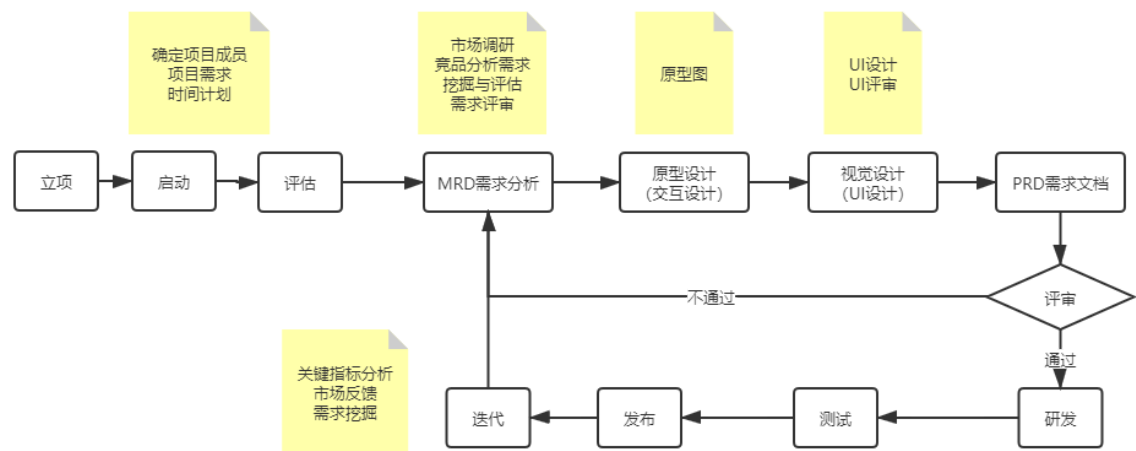 确定项目成员
项目需求
时间计划
市场调研
竟品分析需求
挖掘与评估
需求评审
原型图
UI设计
UI评审
立项
启动
评估
MRD需求分析
原型设计
(交互设计)
视觉设计
(UI设计)
PRD需求文档
不通过
评审
通过
关键指标分析
市场反馈
需求挖掘
迭代
发布
测试
研发